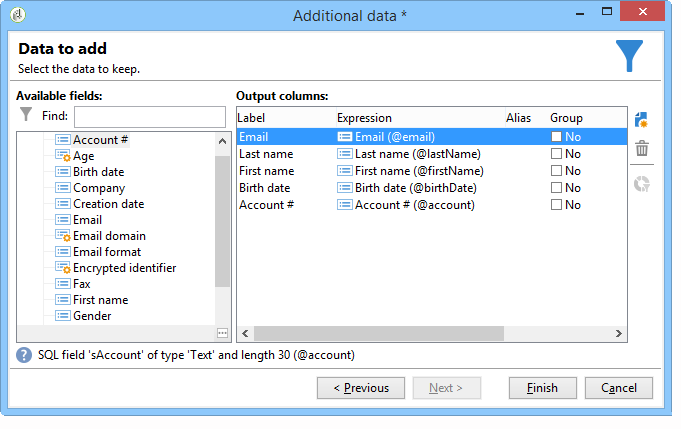 Additional data *
Data to add
Select the data to keep.
Available fields:
Find:
Account #
Age
Birth date
Company
Creation date
Email
Email domain
Email format
Encrypted identifier
Fax
First name
Gender
Output columns:
Label Expression Alias Group
Email Email (@email) No
Last name Last name (@lastName) No
First name First name (@firstName) No
Birth date Birth date (@birthDate) No
Account # Account # (@account) No
SQL field 'sAccount' of type 'Text' and length 30 (@account)
< Previous Next > Finish Cancel